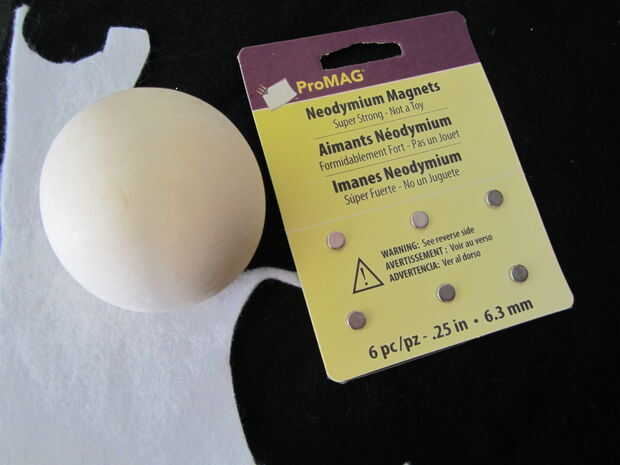 ProMAG®
Neodymium Magnets
Super Strong - Not a Toy
Aimants Néodymium
Formidablement Fort - Pas un Jouet
Imanes Neodymium
Súper Fuerte - No un Juguete
WARNING: See reverse side
AVERTISSEMENT : Voir au verso
ADVERTENCIA: Ver al dorso
6 pc/pz - .25 in • 6.3 mm